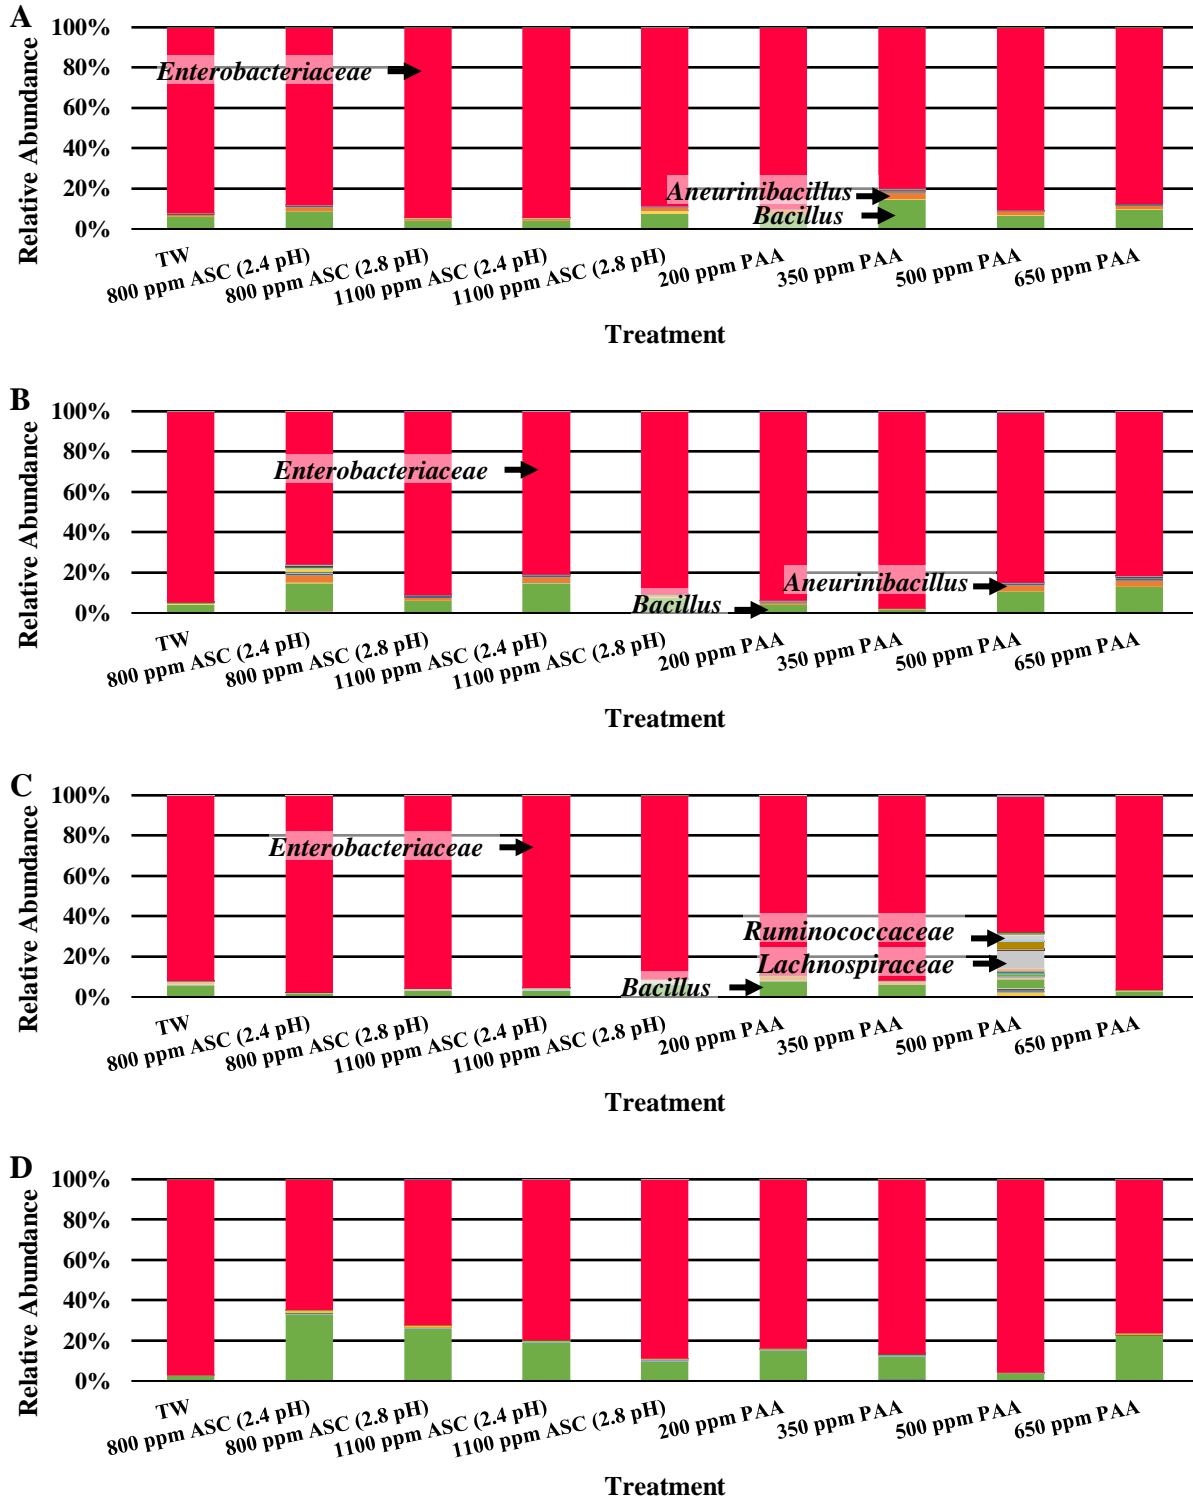 A
100%
80%
60%
40%
20%
0%
Relative Abundance
Enterobacteriaceae
Aneurinibacillus
Bacillus
TW
800 ppm ASC (2.4 pH)
800 ppm ASC (2.8 pH)
1100 ppm ASC (2.4 pH)
1100 ppm ASC (2.8 pH)
200 ppm PAA
350 ppm PAA
500 ppm PAA
650 ppm PAA
Treatment
B
100%
80%
60%
40%
20%
0%
Relative Abundance
Enterobacteriaceae
Aneurinibacillus
Bacillus
TW
800 ppm ASC (2.4 pH)
800 ppm ASC (2.8 pH)
1100 ppm ASC (2.4 pH)
1100 ppm ASC (2.8 pH)
200 ppm PAA
350 ppm PAA
500 ppm PAA
650 ppm PAA
Treatment
C
100%
80%
60%
40%
20%
0%
Relative Abundance
Enterobacteriaceae
Ruminococcaceae
Lachnospiraceae
Bacillus
TW
800 ppm ASC (2.4 pH)
800 ppm ASC (2.8 pH)
1100 ppm ASC (2.4 pH)
1100 ppm ASC (2.8 pH)
200 ppm PAA
350 ppm PAA
500 ppm PAA
650 ppm PAA
Treatment
D
100%
80%
60%
40%
20%
0%
Relative Abundance
TW
800 ppm ASC (2.4 pH)
800 ppm ASC (2.8 pH)
1100 ppm ASC (2.4 pH)
1100 ppm ASC (2.8 pH)
200 ppm PAA
350 ppm PAA
500 ppm PAA
650 ppm PAA
Treatment